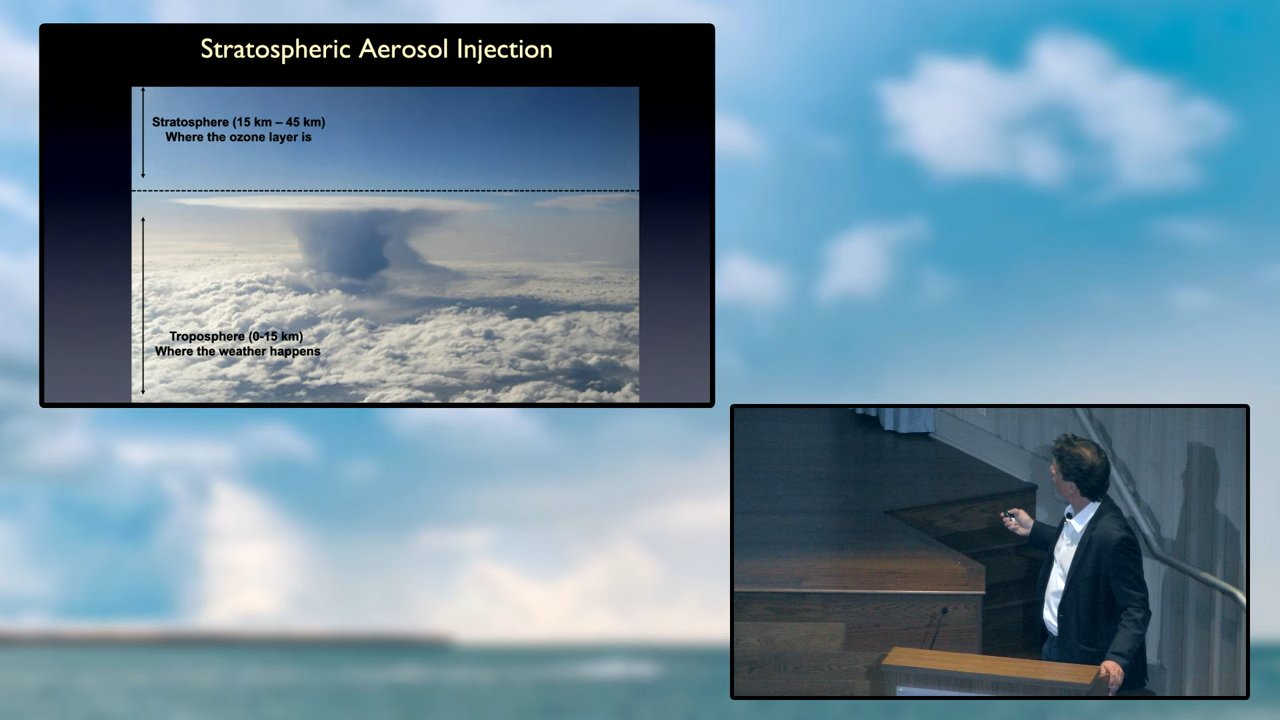 Stratospheric Aerosol Injection
Stratosphere (15 km – 45 km)
Where the ozone layer is
Troposphere (0-15 km)
Where the weather happens